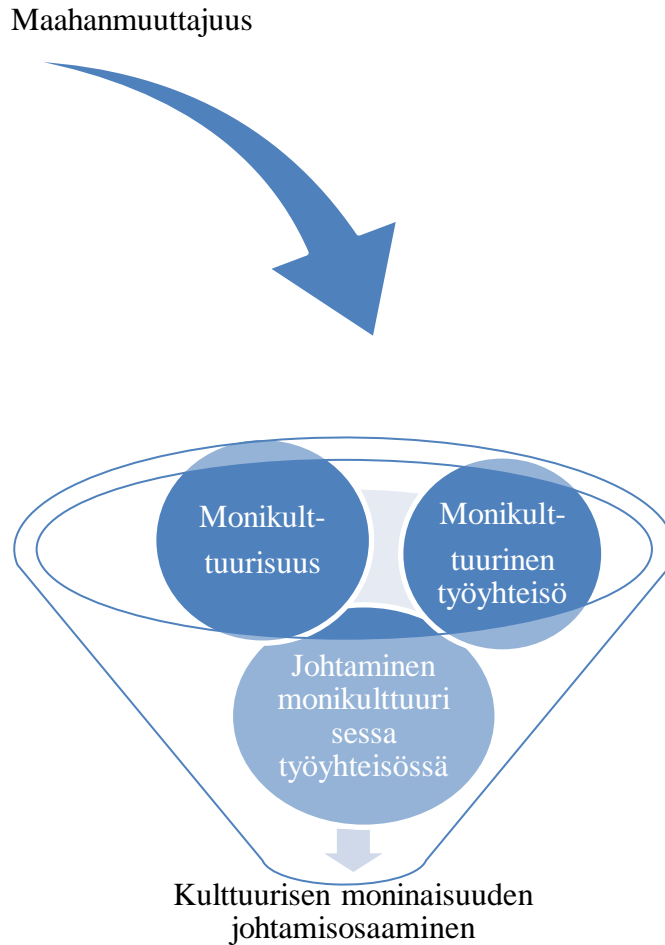 Maahanmuuttajuus
Monikult-
tuurisuus
Monikult-
tuurinen
työyhteisö
Johtaminen
monikulttuuri
sessa
työyhteisössä
Kulttuurisen moninaisuuden
johtamisosaaminen